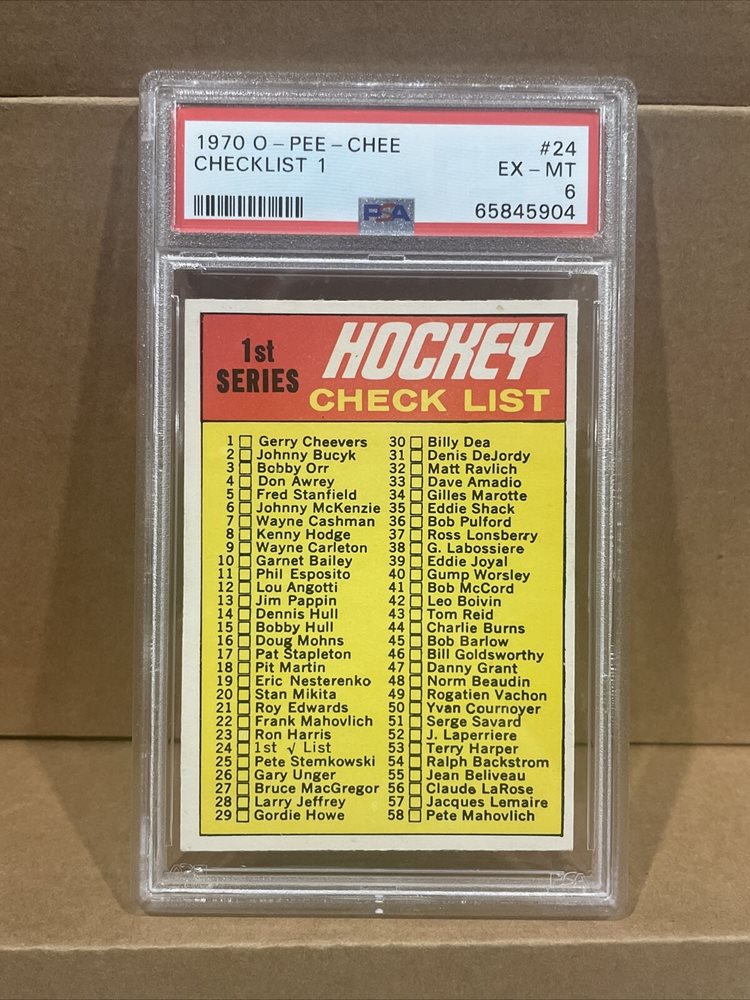 1970 O-PEE-CHEE #24
CHECKLIST 1 EX-MT
6
PSA 65845904
1st HOCKEY
SERIES CHECK LIST
1 Gerry Cheevers
2 Johnny Bucyk
3 Bobby Orr
4 Don Awrey
5 Fred Stanfield
6 Johnny McKenzie
7 Wayne Cashman
8 Kenny Hodge
9 Wayne Carleton
10 Garnet Bailey
11 Phil Esposito
12 Lou Angotti
13 Jim Pappin
14 Dennis Hull
15 Bobby Hull
16 Doug Mohns
17 Pat Stapleton
18 Pit Martin
19 Eric Nesterenko
20 Stan Mikita
21 Roy Edwards
22 Frank Mahovlich
23 Ron Harris
24 1st √ List
25 Pete Stemkowski
26 Gary Unger
27 Bruce MacGregor
28 Larry Jeffrey
29 Gordie Howe
30 Billy Dea
31 Denis DeJordy
32 Matt Ravlich
33 Dave Amadio
34 Gilles Marotte
35 Eddie Shack
36 Bob Pulford
37 Ross Lonsberry
38 G. Labossiere
39 Eddie Joyal
40 Gump Worsley
41 Bob McCord
42 Leo Boivin
43 Tom Reid
44 Charlie Burns
45 Bob Barlow
46 Bill Goldsworthy
47 Danny Grant
48 Norm Beaudin
49 Rogatien Vachon
50 Yvan Cournoyer
51 Serge Savard
52 J. Laperriere
53 Terry Harper
54 Ralph Backstrom
55 Jean Beliveau
56 Claude LaRose
57 Jacques Lemaire
58 Pete Mahovlich
PSA